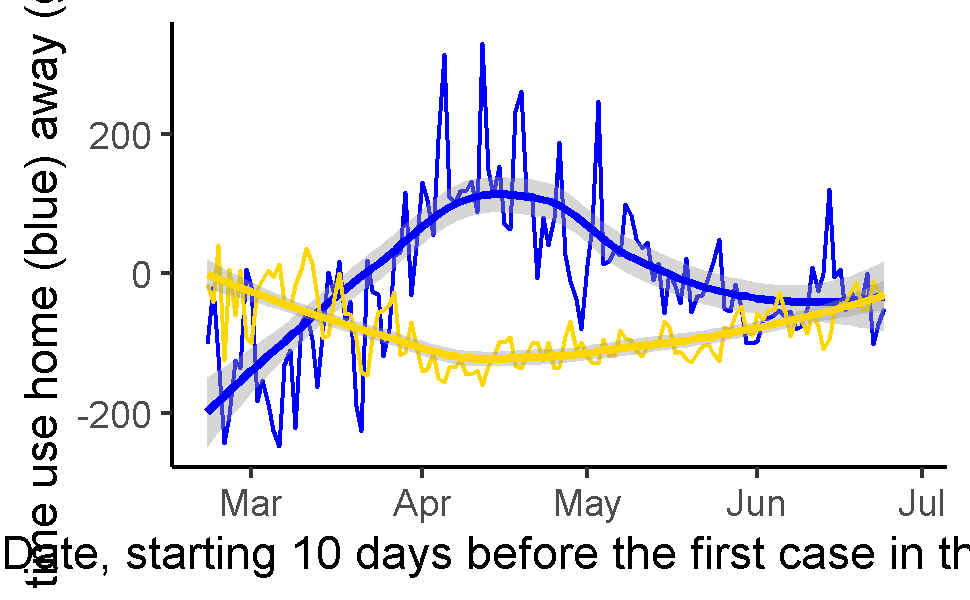 time use home (blue) away (
200
0
-200
Mar Apr May Jun Jul
Date, starting 10 days before the first case in th